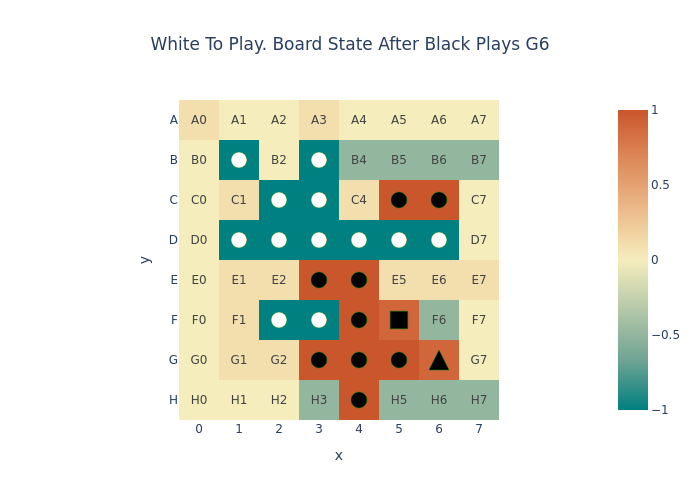 White To Play. Board State After Black Plays G6
A A0 A1 A2 A3 A4 A5 A6 A7
B B0 B2 B4 B5 B6 B7
C C0 C1 C4 C7
D D0 D7
E E0 E1 E2 E5 E6 E7
F F0 F1 F6 F7
G G0 G1 G2 G7
H H0 H1 H2 H3 H5 H6 H7
0 1 2 3 4 5 6 7
x
y
1
0.5
0
−0.5
−1